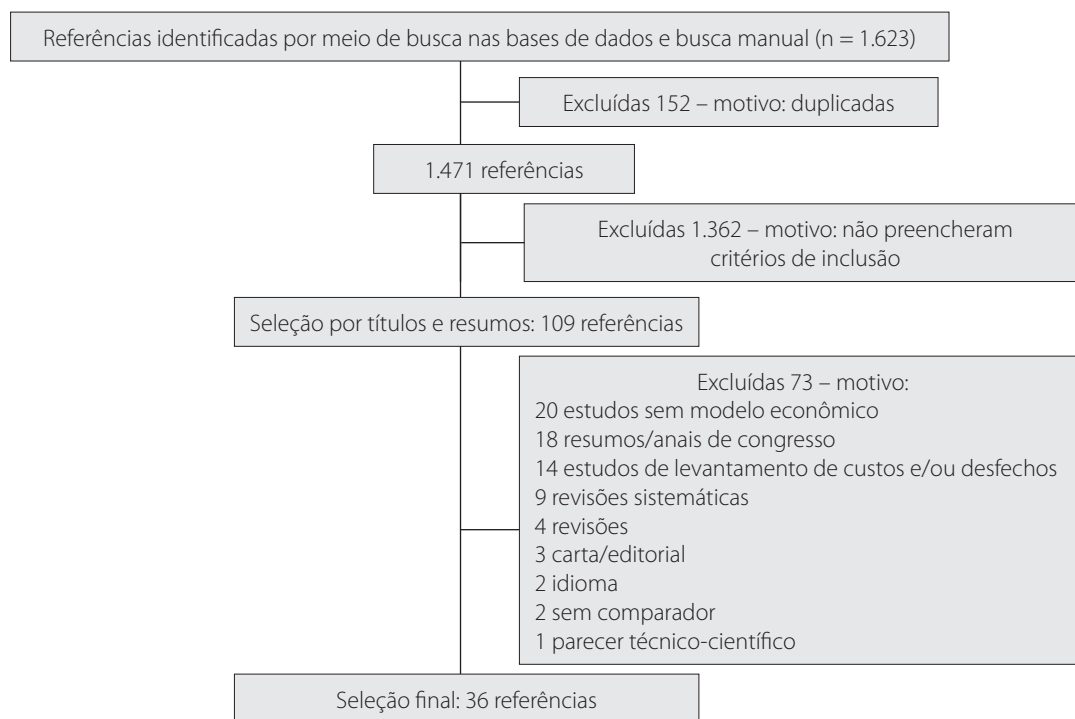 Referências identificadas por meio de busca nas bases de dados e busca manual (n = 1.623)
Excluídas 152 – motivo: duplicadas
1.471 referências
Excluídas 1.362 – motivo: não preencheram
critérios de inclusão
Seleção por títulos e resumos: 109 referências
Excluídas 73 – motivo:
20 estudos sem modelo econômico
18 resumos/anais de congresso
14 estudos de levantamento de custos e/ou desfechos
9 revisões sistemáticas
4 revisões
3 carta/editorial
2 idioma
2 sem comparador
1 parecer técnico-científico
Seleção final: 36 referências